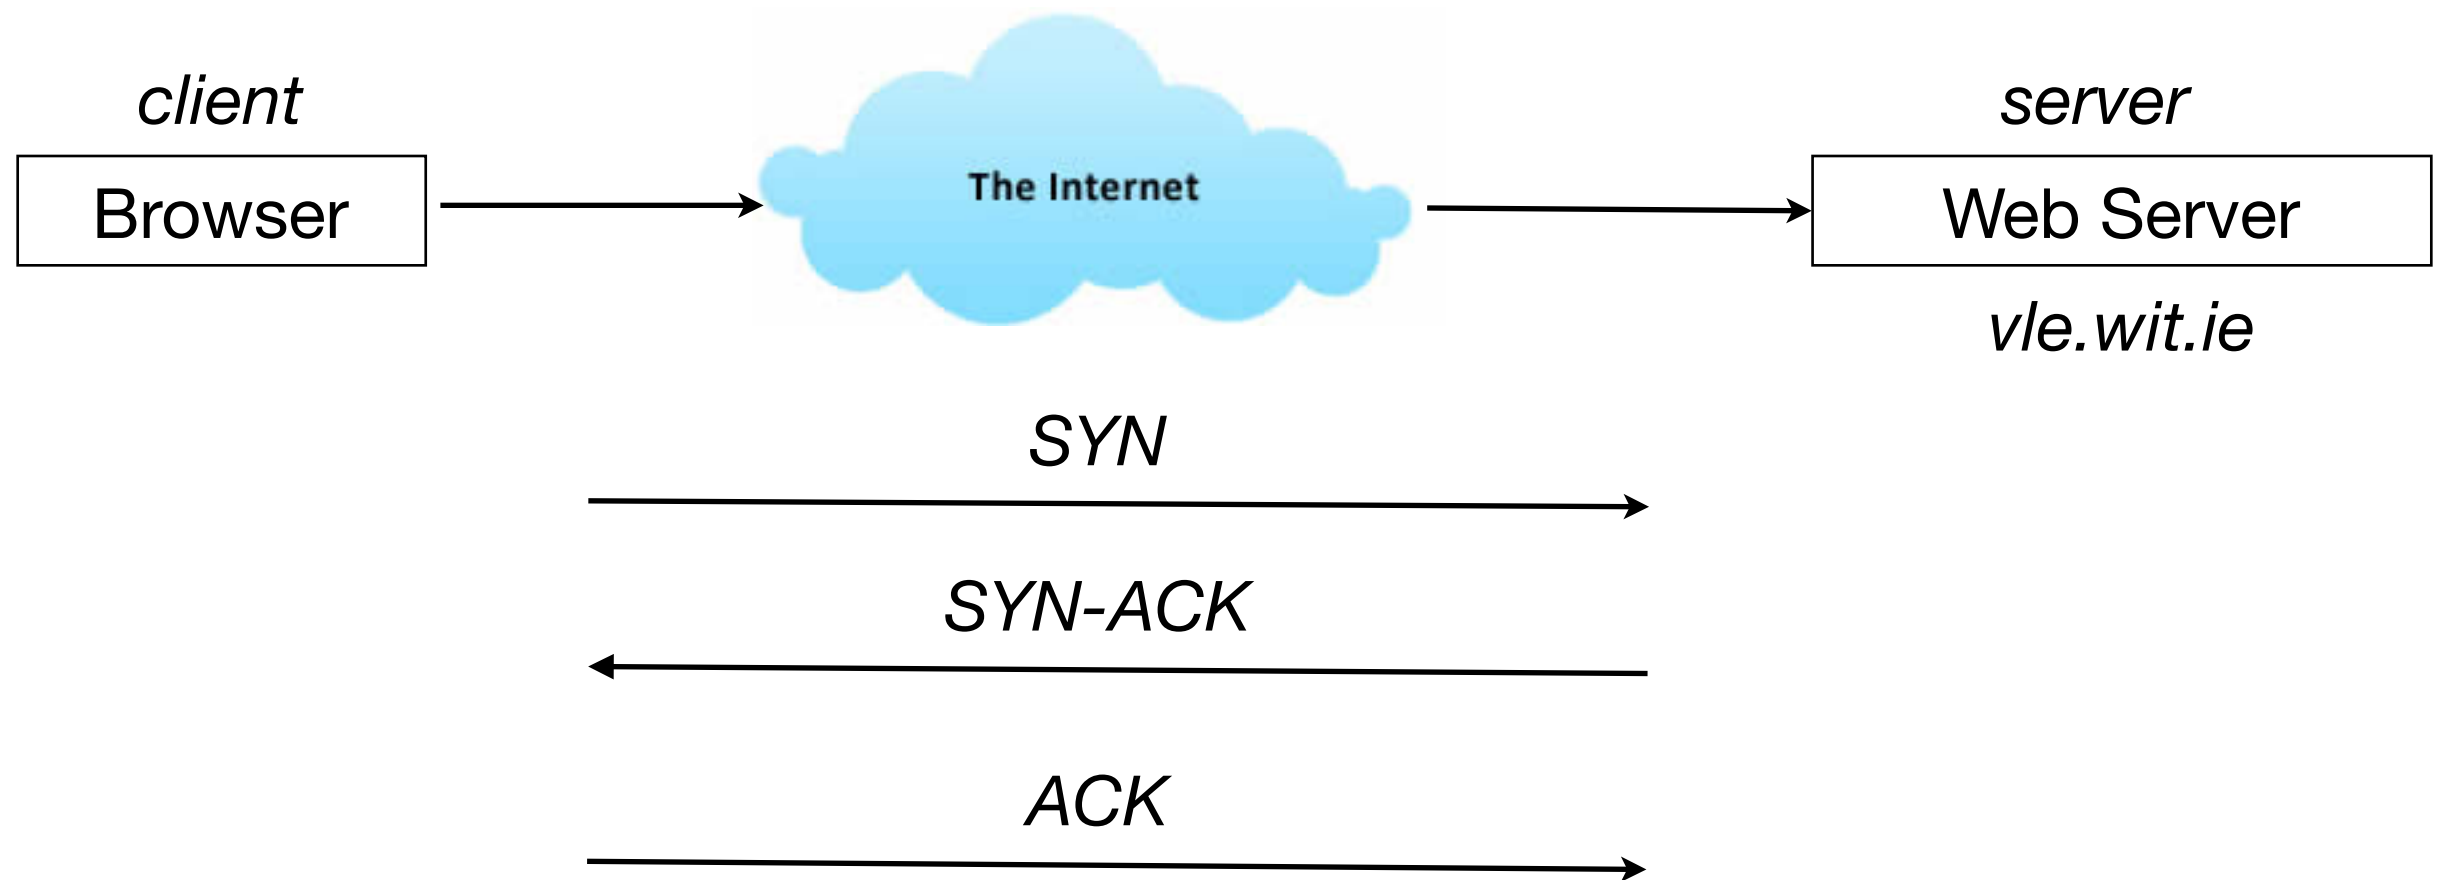 client
server
Browser
The Internet
Web Server
vle.wit.ie
SYN
SYN-ACK
ACK